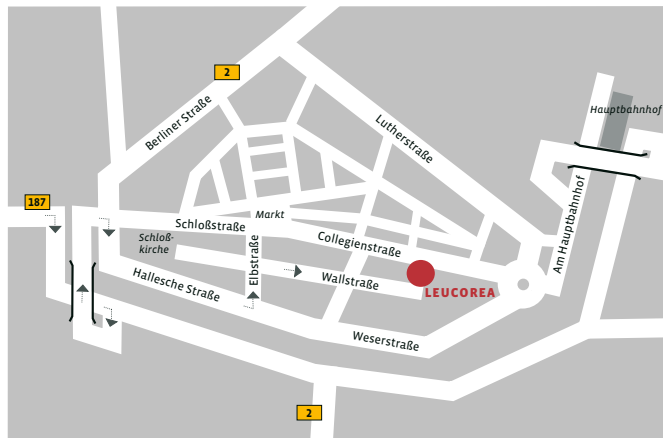 2
Berliner Straße
Lutherstraße
Hauptbahnhof
187
Markt
Schloßstraße
Schloß-
kirche
Collegienstraße
Am Hauptbahnhof
Elbstraße
Hallesche Straße
Wallstraße
LEUCOREA
Weserstraße
2